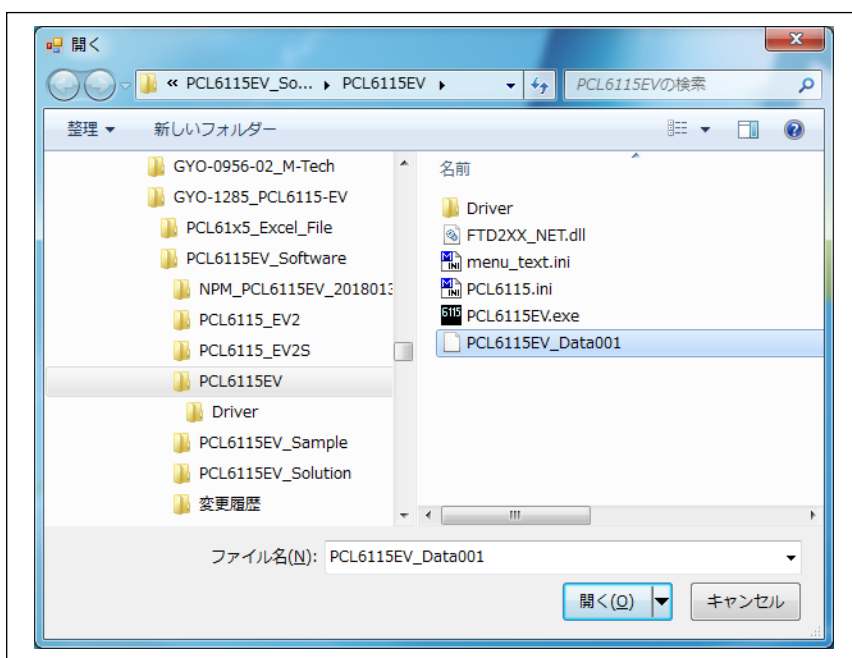 開く
« PCL6115EV_So... ▸ PCL6115EV ▸
PCL6115EVの検索
整理 ▼ 新しいフォルダー
GYO-0956-02_M-Tech
GYO-1285_PCL6115-EV
PCL61x5_Excel_File
PCL6115EV_Software
NPM_PCL6115EV_2018013
PCL6115_EV2
PCL6115_EV2S
PCL6115EV
Driver
PCL6115EV_Sample
PCL6115EV_Solution
変更履歴
名前
Driver
FTD2XX_NET.dll
menu_text.ini
PCL6115.ini
6115 PCL6115EV.exe
PCL6115EV_Data001
ファイル名(N): PCL6115EV_Data001
開く(O) キャンセル